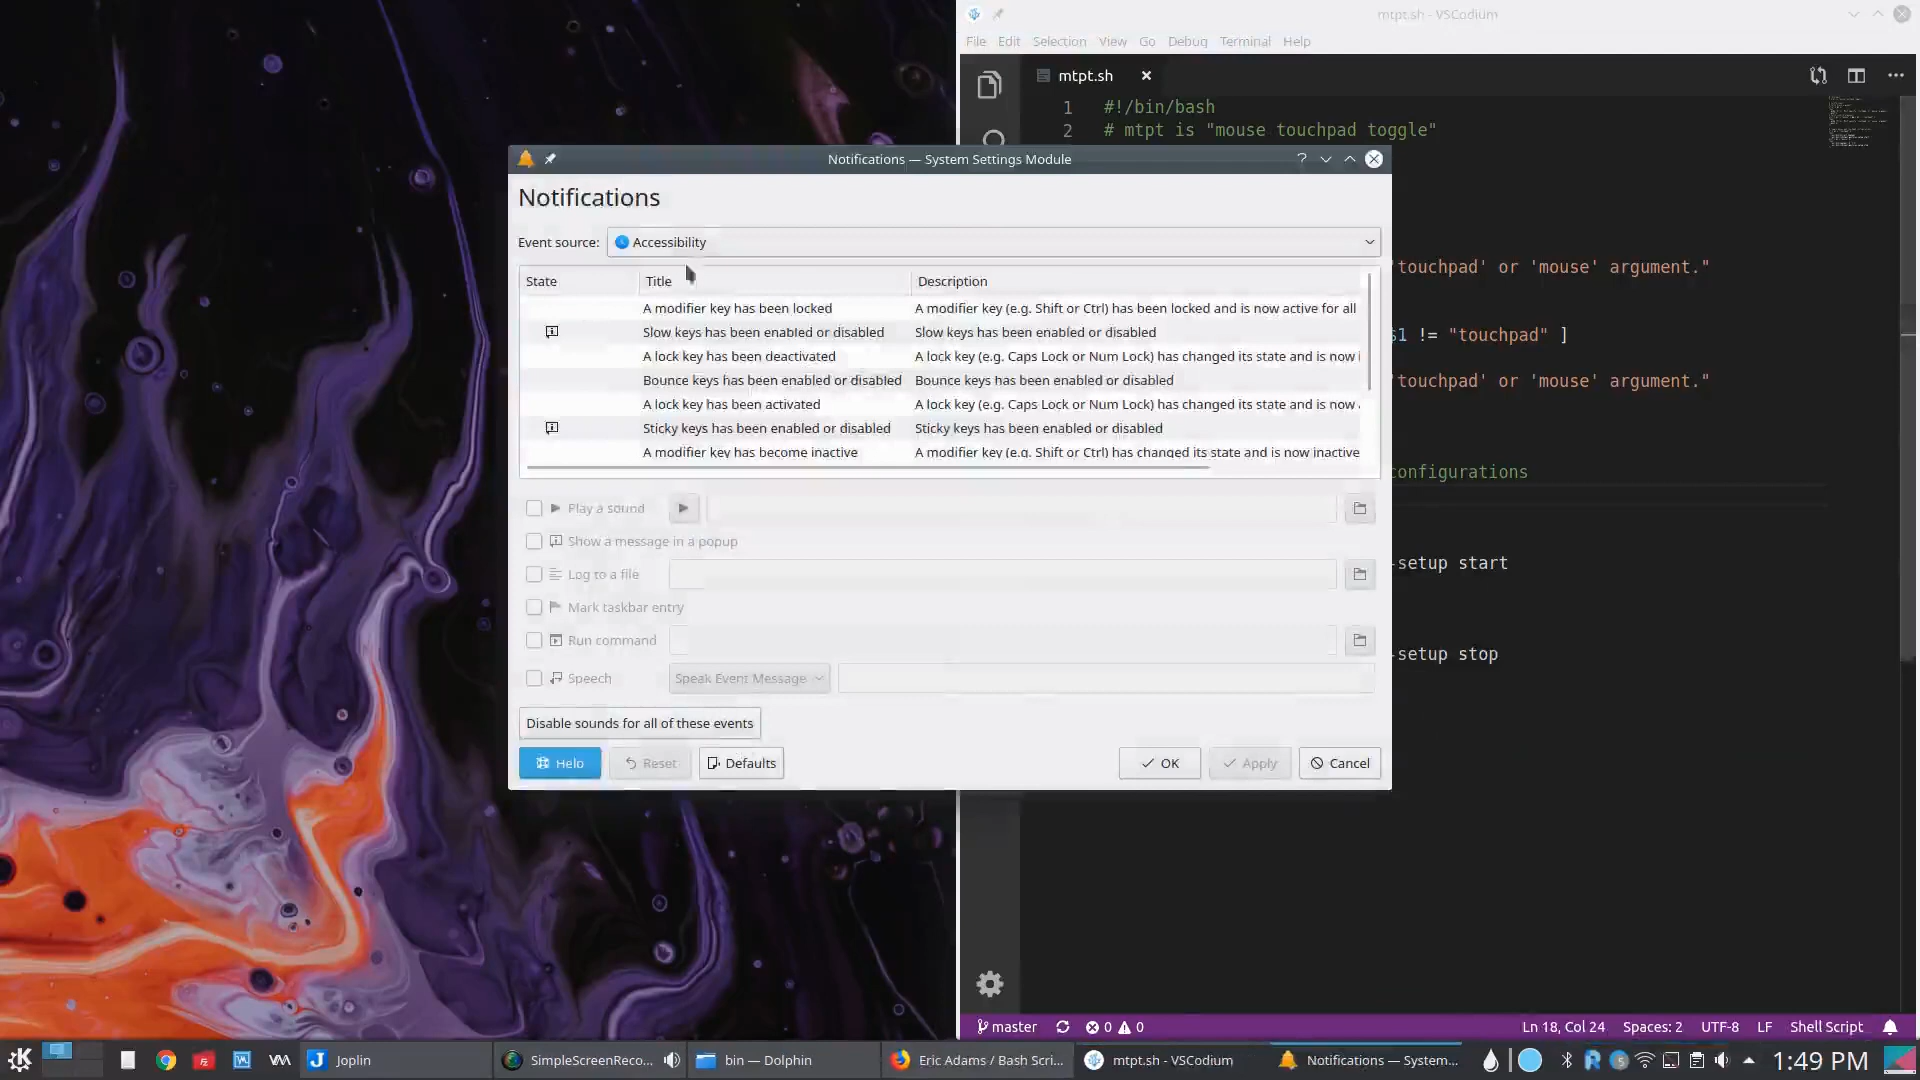 mtpt.sh - VSCodium
File Edit Selection View Go Debug Terminal Help
mtpt.sh
1 #!/bin/bash
2 # mtpt is "mouse touchpad toggle"
touchpad' or 'mouse' argument."
1 != "touchpad" ]
touchpad' or 'mouse' argument."
configurations
-setup start
-setup stop
Notifications — System Settings Module
Notifications
Event source: Accessibility
State Title Description
A modifier key has been locked A modifier key (e.g. Shift or Ctrl) has been locked and is now active for all
Slow keys has been enabled or disabled Slow keys has been enabled or disabled
A lock key has been deactivated A lock key (e.g. Caps Lock or Num Lock) has changed its state and is now i
Bounce keys has been enabled or disabled Bounce keys has been enabled or disabled
A lock key has been activated A lock key (e.g. Caps Lock or Num Lock) has changed its state and is now
Sticky keys has been enabled or disabled Sticky keys has been enabled or disabled
A modifier key has become inactive A modifier key (e.g. Shift or Ctrl) has changed its state and is now inactive
Play a sound
Show a message in a popup
Log to a file
Mark taskbar entry
Run command
Speech Speak Event Message
Disable sounds for all of these events
Help Reset Defaults OK Apply Cancel
master 0 0 Ln 18, Col 24 Spaces: 2 UTF-8 LF Shell Script
Joplin SimpleScreenReco... bin — Dolphin Eric Adams / Bash Scri... mtpt.sh - VSCodium Notifications — System... 1:49 PM